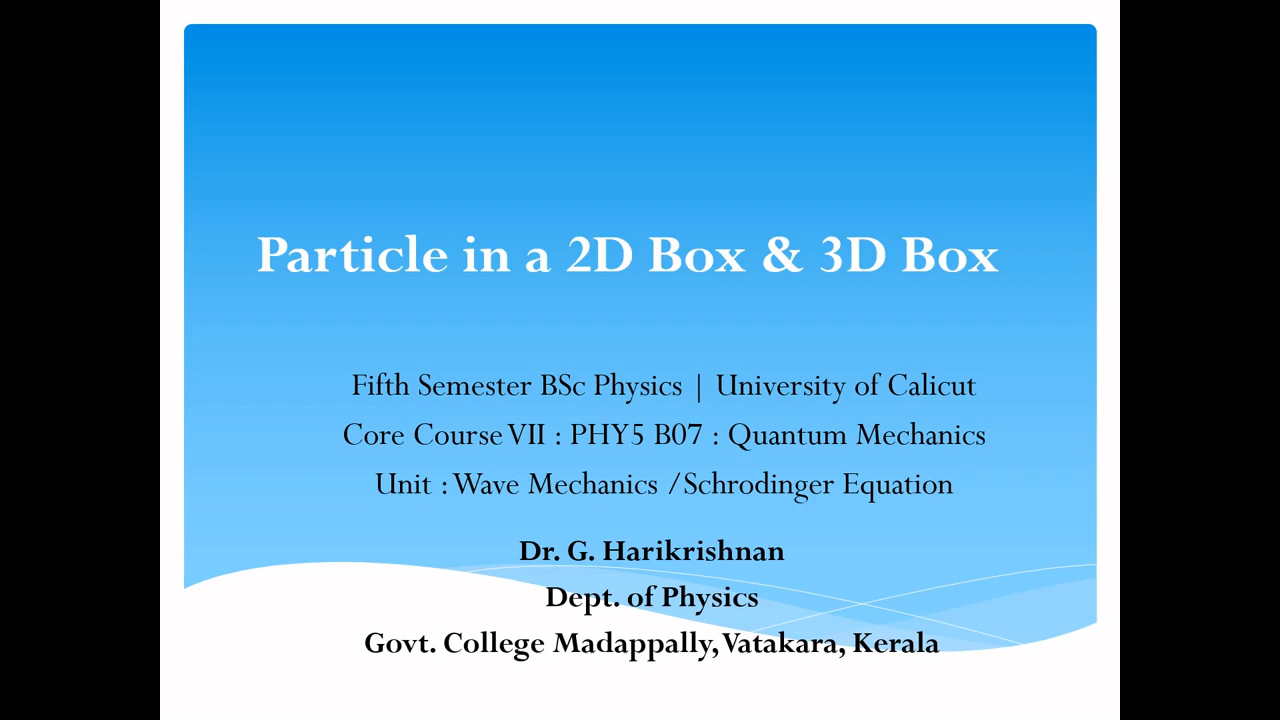 Particle in a 2D Box & 3D Box
Fifth Semester BSc Physics | University of Calicut
Core Course VII : PHY5 B07 : Quantum Mechanics
Unit : Wave Mechanics /Schrodinger Equation
Dr. G. Harikrishnan
Dept. of Physics
Govt. College Madappally, Vatakara, Kerala